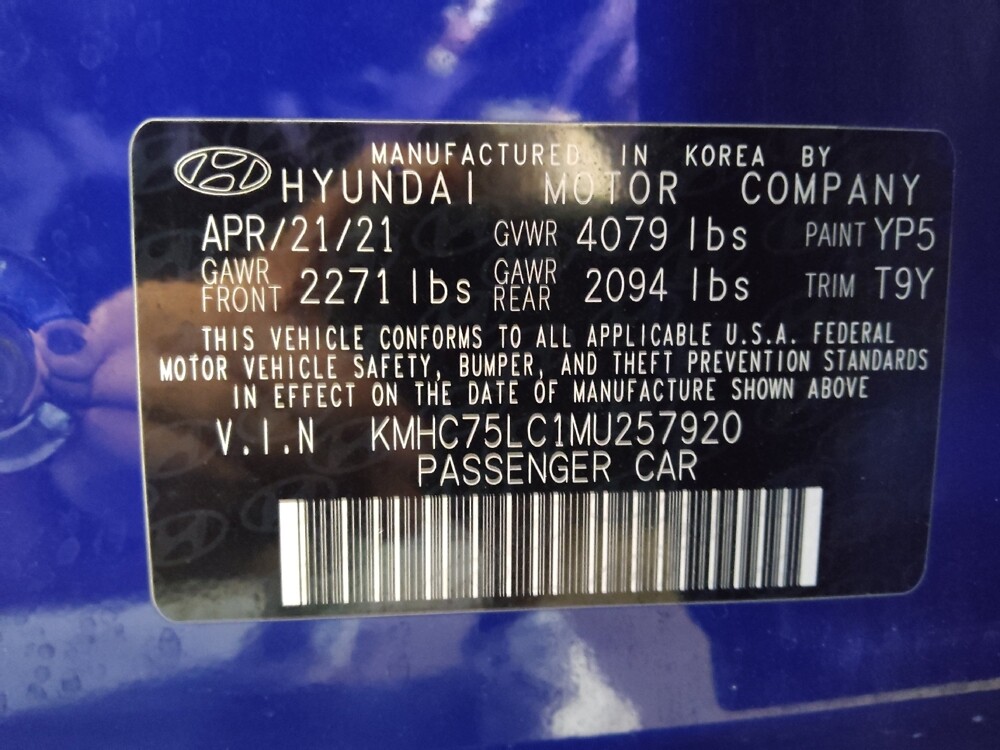 MANUFACTURED IN KOREA BY
HYUNDAI MOTOR COMPANY
APR/21/21 GVWR 4079 lbs PAINT YP5
GAWR FRONT 2271 lbs GAWR REAR 2094 lbs TRIM T9Y
THIS VEHICLE CONFORMS TO ALL APPLICABLE U.S.A. FEDERAL
MOTOR VEHICLE SAFETY, BUMPER, AND THEFT PREVENTION STANDARDS
IN EFFECT ON THE DATE OF MANUFACTURE SHOWN ABOVE
V.I.N KMHC75LC1MU257920
PASSENGER CAR